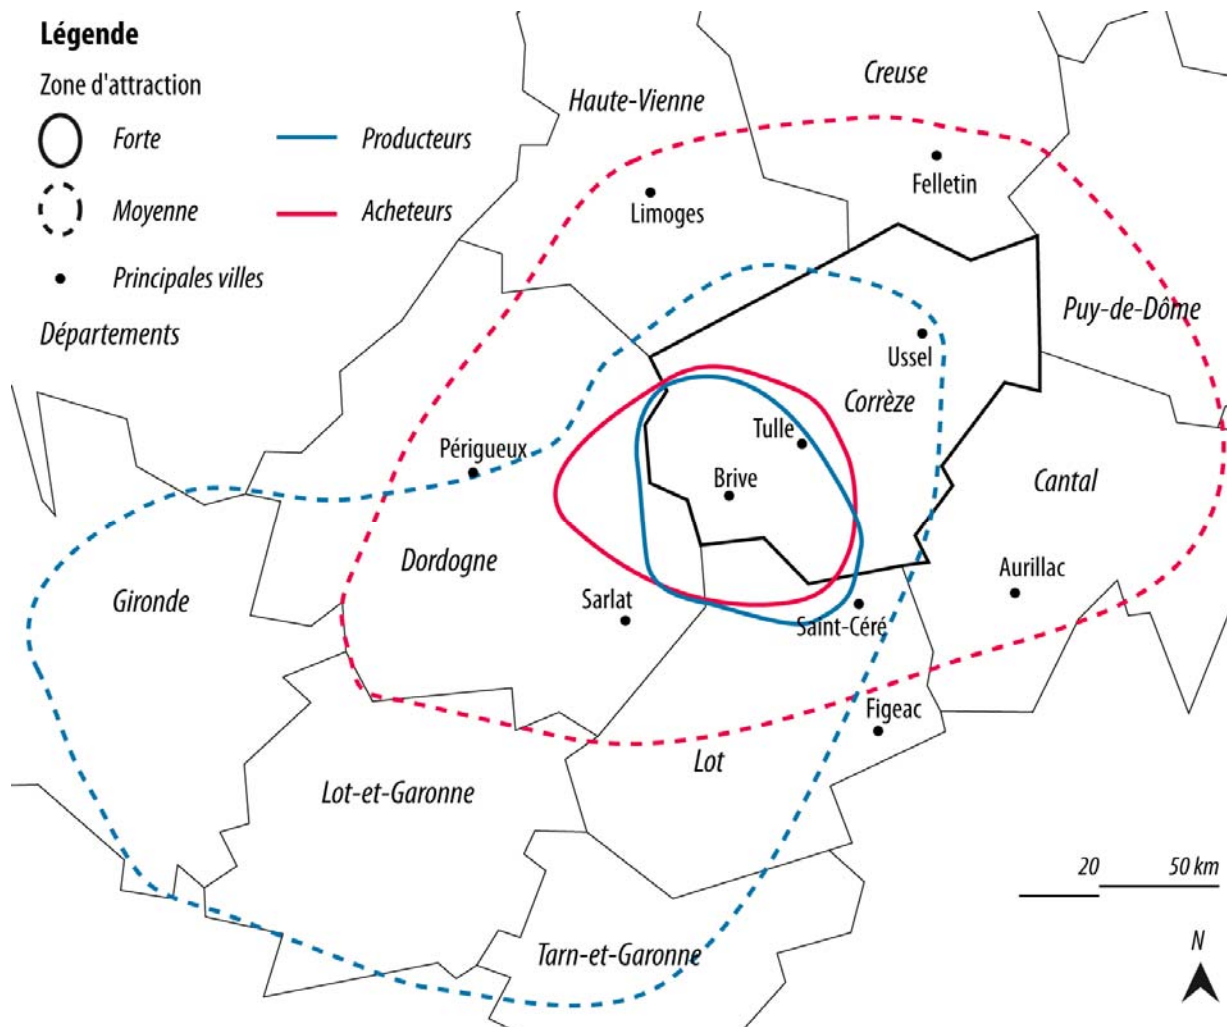 Légende
Zone d'attraction
Forte
Producteurs
Moyenne
Acheteurs
Principales villes
Départements
Creuse
Haute-Vienne
Felletin
Limoges
Puy-de-Dôme
Ussel
Corrèze
Tulle
Périgueux
Brive
Cantal
Dordogne
Aurillac
Gironde
Sarlat
Saint-Céré
Figeac
Lot
Lot-et-Garonne
20 50 km
Tarn-et-Garonne
N